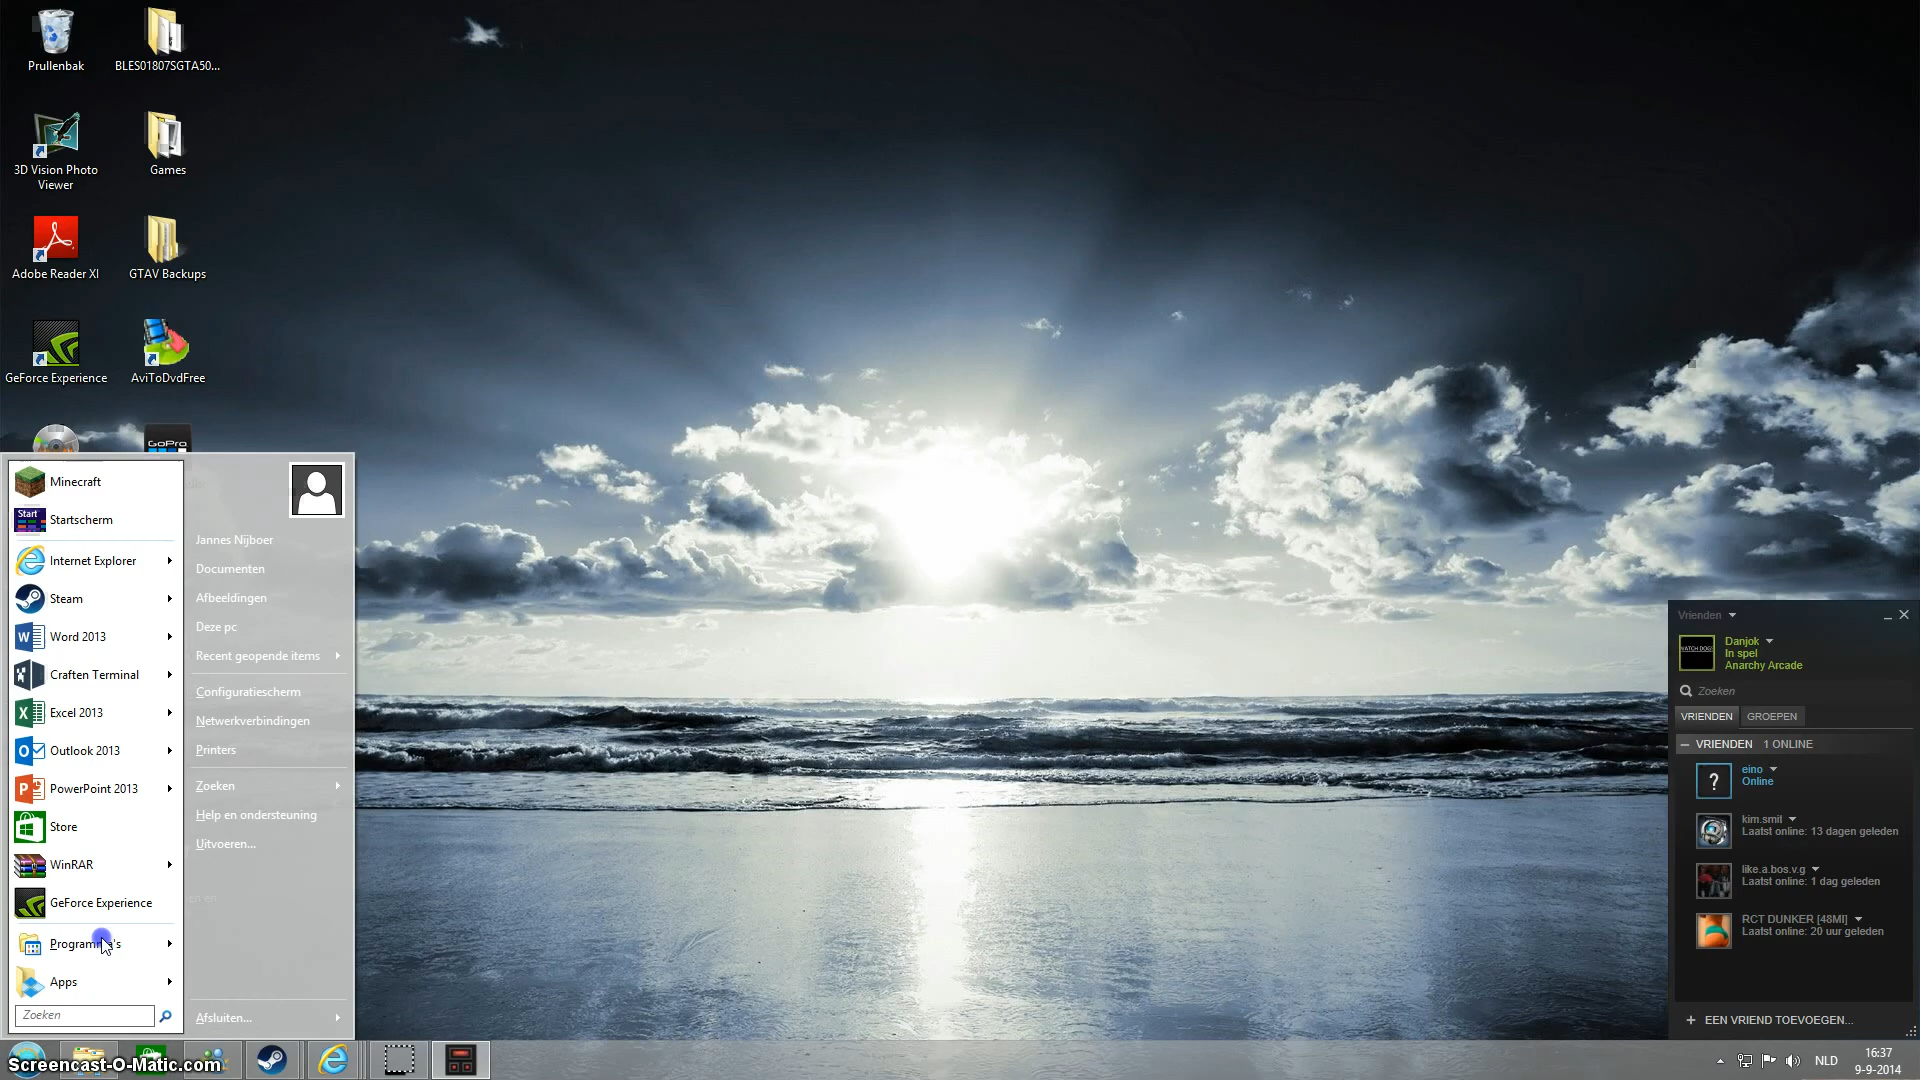 Prullenbak
BLES01807SGTA50...
3D Vision Photo
Viewer
Games
Adobe Reader XI
GTAV Backups
GeForce Experience
AviToDvdFree
GoPro
Minecraft
Start
Startscherm
Internet Explorer
Steam
Word 2013
Craften Terminal
Excel 2013
Outlook 2013
PowerPoint 2013
Store
WinRAR
GeForce Experience
Programma's
Apps
Zoeken
Jannes Nijboer
Documenten
Afbeeldingen
Deze pc
Recent geopende items
Configuratiescherm
Netwerkverbindingen
Printers
Zoeken
Help en ondersteuning
Uitvoeren...
Afsluiten...
Vrienden
WATCH DOGS
Danjok
In spel
Anarchy Arcade
Zoeken
VRIENDEN GROEPEN
VRIENDEN 1 ONLINE
?
eino
Online
kim.smit
Laatst online: 13 dagen geleden
like.a.bos.v.g
Laatst online: 1 dag geleden
RCT DUNKER [48MI]
Laatst online: 20 uur geleden
+ EEN VRIEND TOEVOEGEN...
Screencast-O-Matic.com
NLD
16:37
9-9-2014